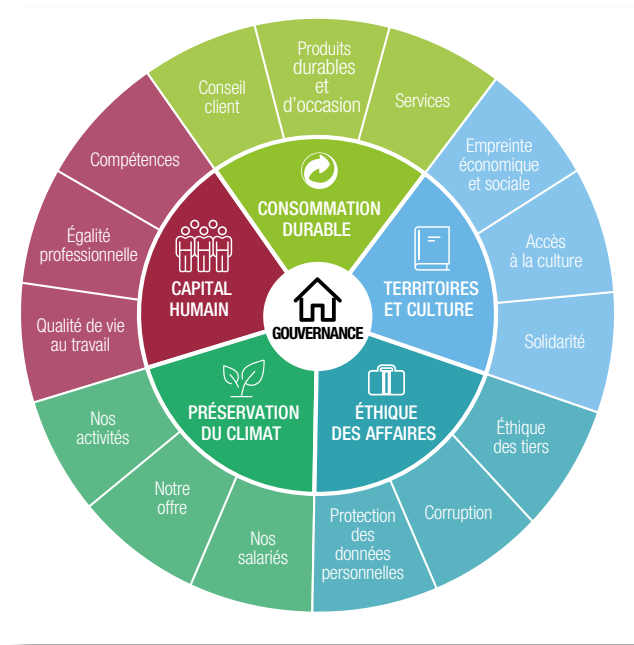 Produits
durables
et
d'occasion
Conseil
client
Services
Compétences
Empreinte
économique
et sociale
CONSOMMATION
DURABLE
Égalité
professionnelle
Accès
à la culture
CAPITAL
HUMAIN
TERRITOIRES
ET CULTURE
GOUVERNANCE
Qualité de vie
au travail
Solidarité
PRÉSERVATION
DU CLIMAT
ÉTHIQUE
DES AFFAIRES
Nos
activités
Éthique
des tiers
Notre
offre
Corruption
Nos
salariés
Protection
des
données
personnelles